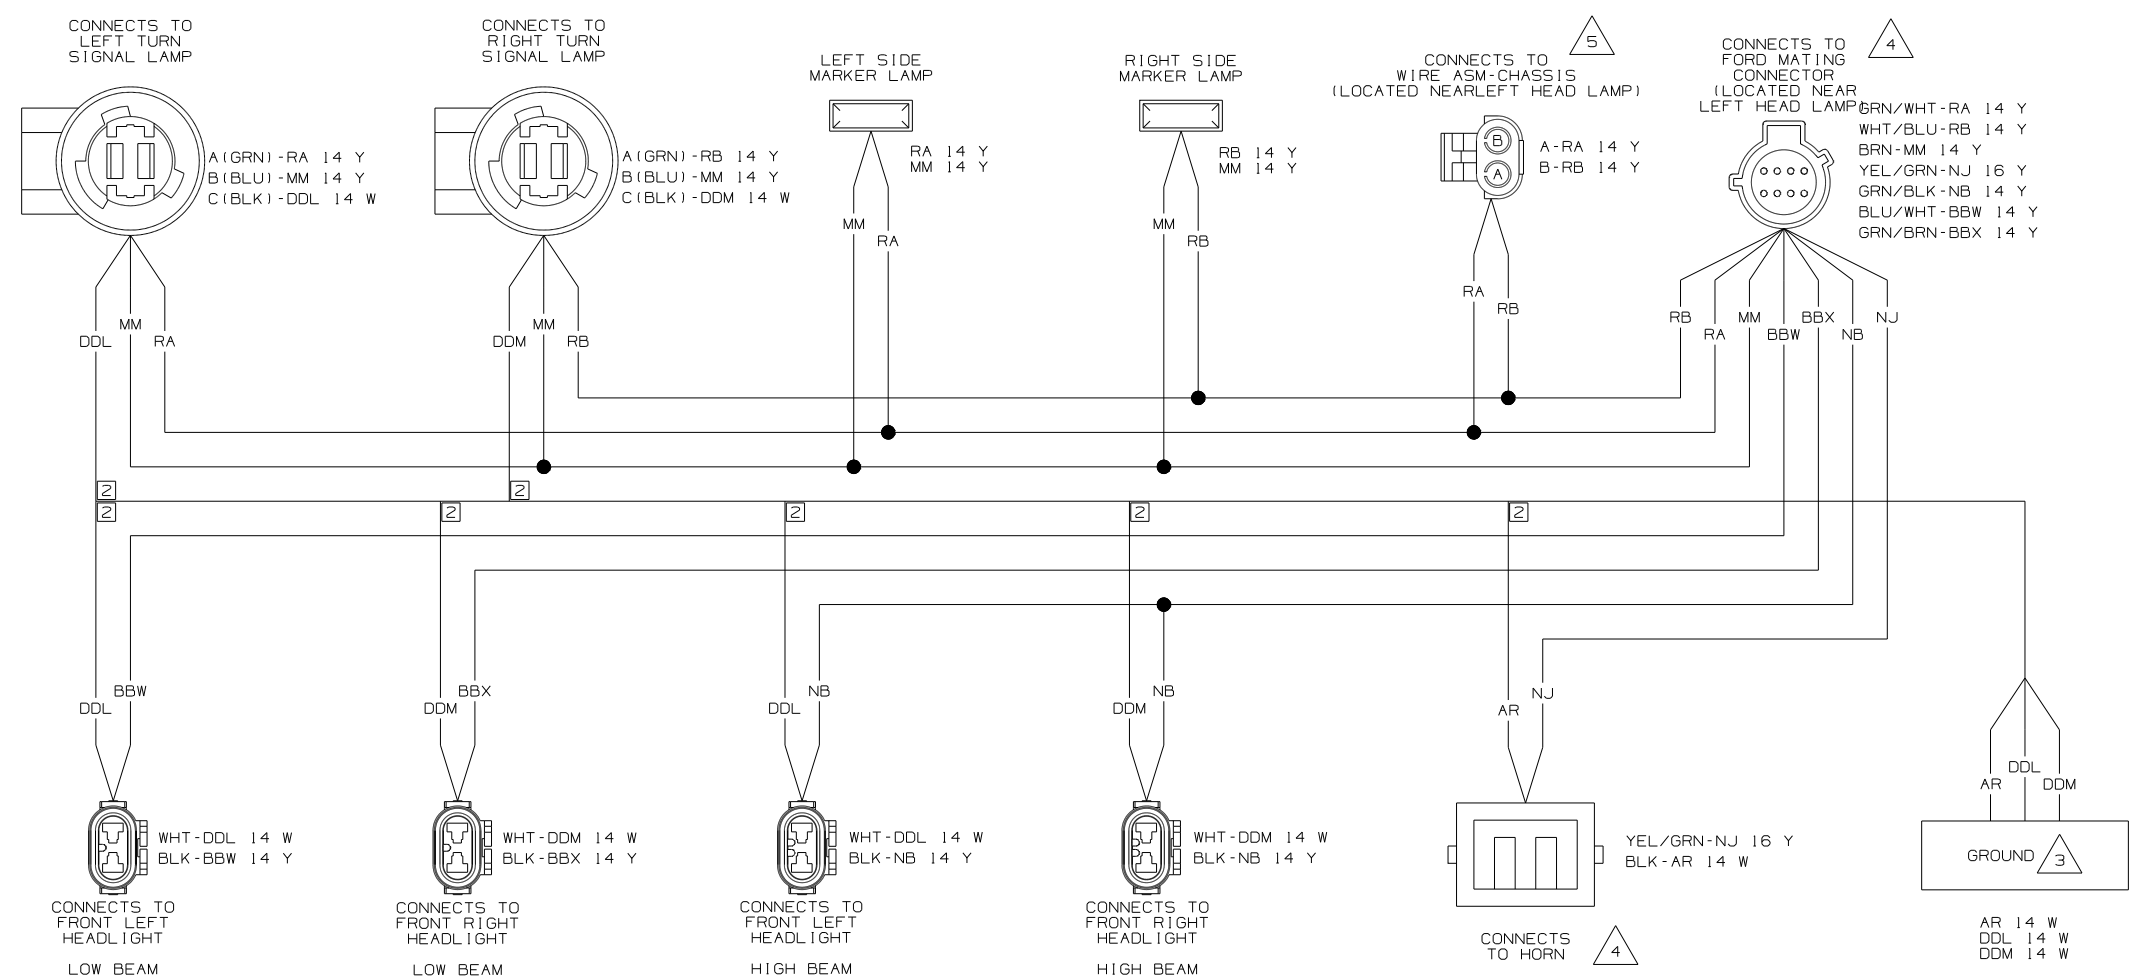 CONNECTS TO
LEFT TURN
SIGNAL LAMP
A(GRN)-RA 14 Y
B(BLU)-MM 14 Y
C(BLK)-DDL 14 W
CONNECTS TO
RIGHT TURN
SIGNAL LAMP
A(GRN)-RB 14 Y
B(BLU)-MM 14 Y
C(BLK)-DDM 14 W
LEFT SIDE
MARKER LAMP
RA 14 Y
MM 14 Y
RIGHT SIDE
MARKER LAMP
RB 14 Y
MM 14 Y
5
CONNECTS TO
WIRE ASM-CHASSIS
(LOCATED NEARLEFT HEAD LAMP)
B
A
A-RA 14 Y
B-RB 14 Y
4
CONNECTS TO
FORD MATING
CONNECTOR
(LOCATED NEAR
LEFT HEAD LAMP)
GRN/WHT-RA 14 Y
WHT/BLU-RB 14 Y
BRN-MM 14 Y
YEL/GRN-NJ 16 Y
GRN/BLK-NB 14 Y
BLU/WHT-BBW 14 Y
GRN/BRN-BBX 14 Y
DDL
MM
RA
DDM
MM
RB
MM
RA
MM
RB
RA
RB
RB
RA
MM
BBW
BBX
NB
NJ
2
2
2
2
2
2
2
DDL
BBW
DDM
BBX
DDL
NB
DDM
NB
AR
NJ
AR
DDL
DDM
WHT-DDL 14 W
BLK-BBW 14 Y
CONNECTS TO
FRONT LEFT
HEADLIGHT
LOW BEAM
WHT-DDM 14 W
BLK-BBX 14 Y
CONNECTS TO
FRONT RIGHT
HEADLIGHT
LOW BEAM
WHT-DDL 14 W
BLK-NB 14 Y
CONNECTS TO
FRONT LEFT
HEADLIGHT
HIGH BEAM
WHT-DDM 14 W
BLK-NB 14 Y
CONNECTS TO
FRONT RIGHT
HEADLIGHT
HIGH BEAM
YEL/GRN-NJ 16 Y
BLK-AR 14 W
CONNECTS
TO HORN
4
GROUND
3
AR 14 W
DDL 14 W
DDM 14 W